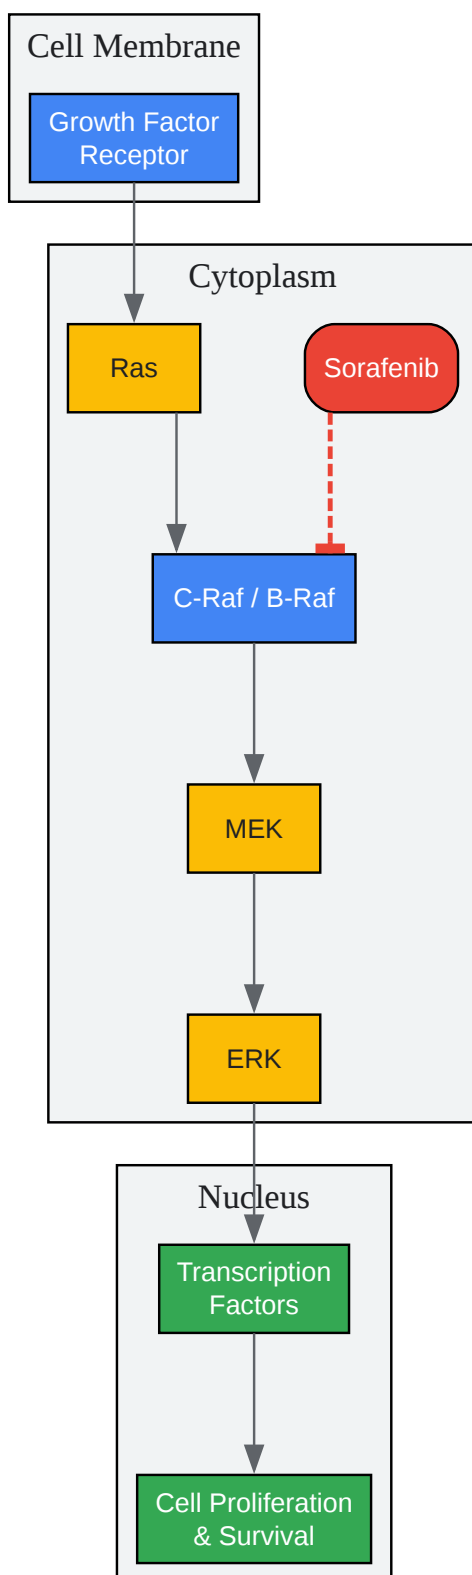 Cell Membrane
Growth Factor
Receptor
Cytoplasm
Ras
Sorafenib
C-Raf / B-Raf
MEK
ERK
Nucleus
Transcription
Factors
Cell Proliferation
& Survival